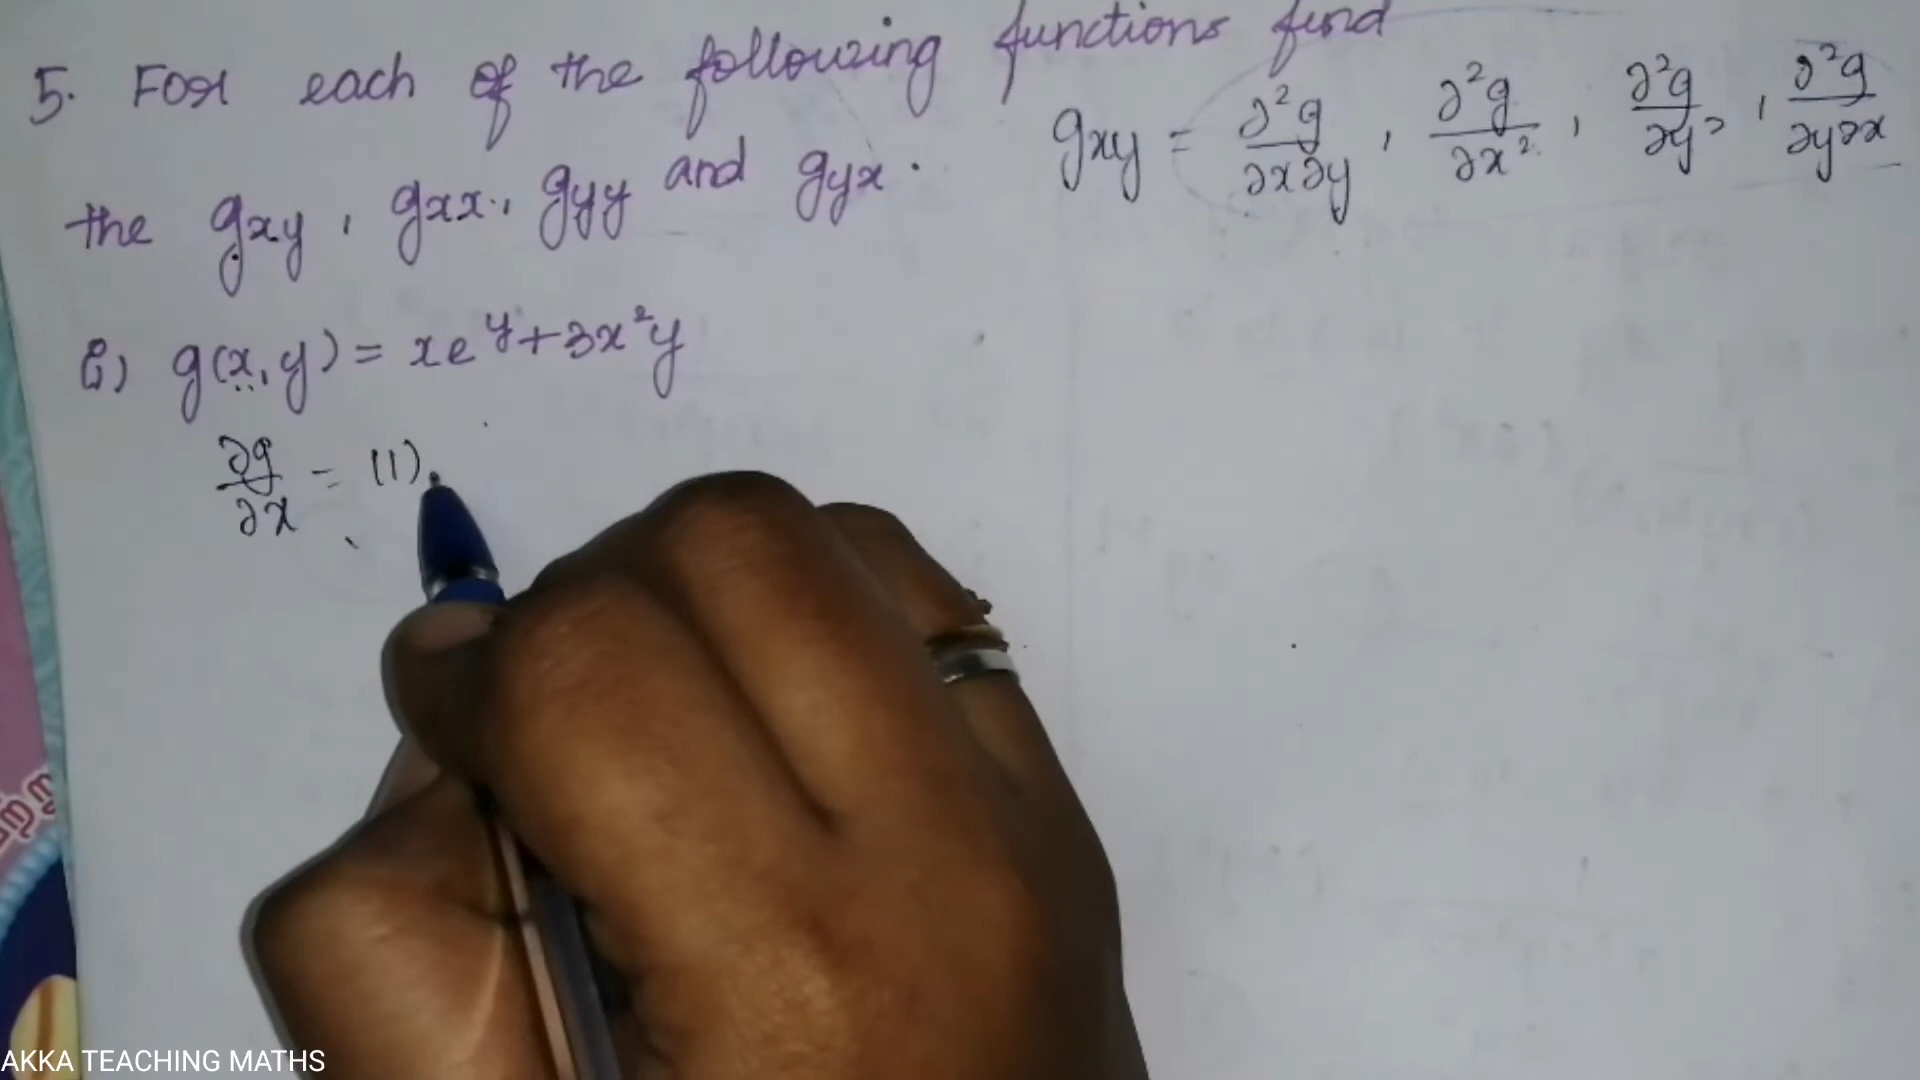 5. For each of the following functions find
the gxy, gxx, gyy and gyx.
gxy = ∂²g/∂x∂y, ∂²g/∂x², ∂²g/∂y², ∂²g/∂y∂x
g(x,y) = xe^y+3x²y
∂g/∂x = (1)
AKKA TEACHING MATHS